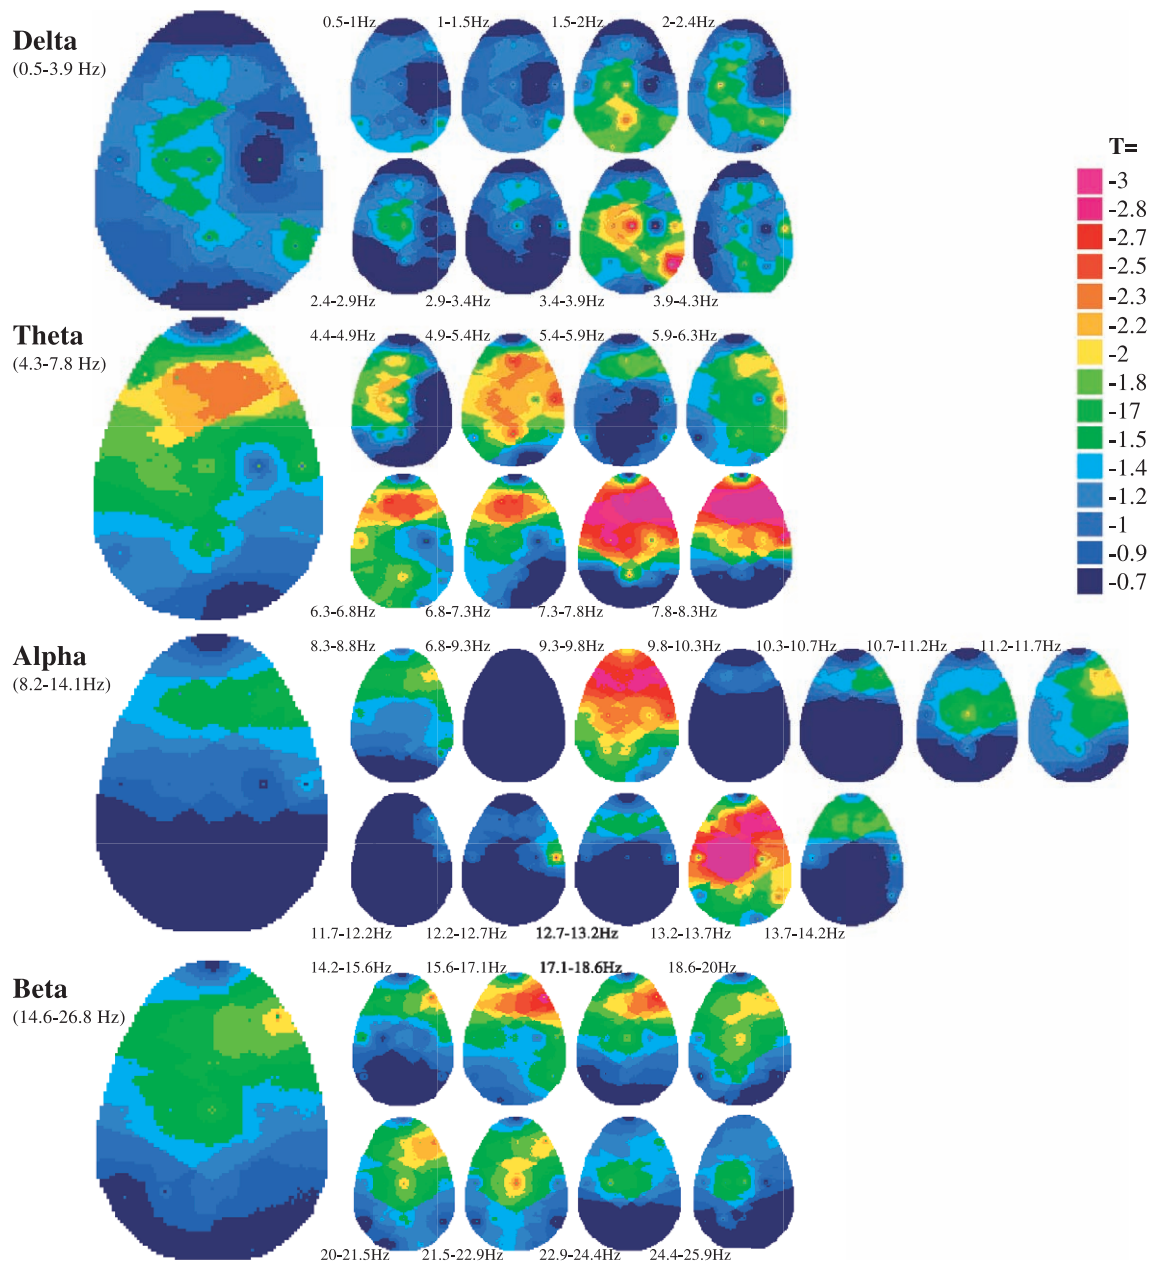 0.5-1Hz 1-1.5Hz 1.5-2Hz 2-2.4Hz
Delta
(0.5-3.9 Hz)
2.4-2.9Hz 2.9-3.4Hz 3.4-3.9Hz 3.9-4.3Hz
T=
-3
-2.8
-2.7
-2.5
-2.3
-2.2
-2
-1.8
-17
-1.5
-1.4
-1.2
-1
-0.9
-0.7
Theta
(4.3-7.8 Hz)
4.4-4.9Hz 4.9-5.4Hz 5.4-5.9Hz 5.9-6.3Hz
6.3-6.8Hz 6.8-7.3Hz 7.3-7.8Hz 7.8-8.3Hz
Alpha
(8.2-14.1Hz)
8.3-8.8Hz 6.8-9.3Hz 9.3-9.8Hz 9.8-10.3Hz 10.3-10.7Hz 10.7-11.2Hz 11.2-11.7Hz
11.7-12.2Hz 12.2-12.7Hz 12.7-13.2Hz 13.2-13.7Hz 13.7-14.2Hz
Beta
(14.6-26.8 Hz)
14.2-15.6Hz 15.6-17.1Hz 17.1-18.6Hz 18.6-20Hz
20-21.5Hz 21.5-22.9Hz 22.9-24.4Hz 24.4-25.9Hz